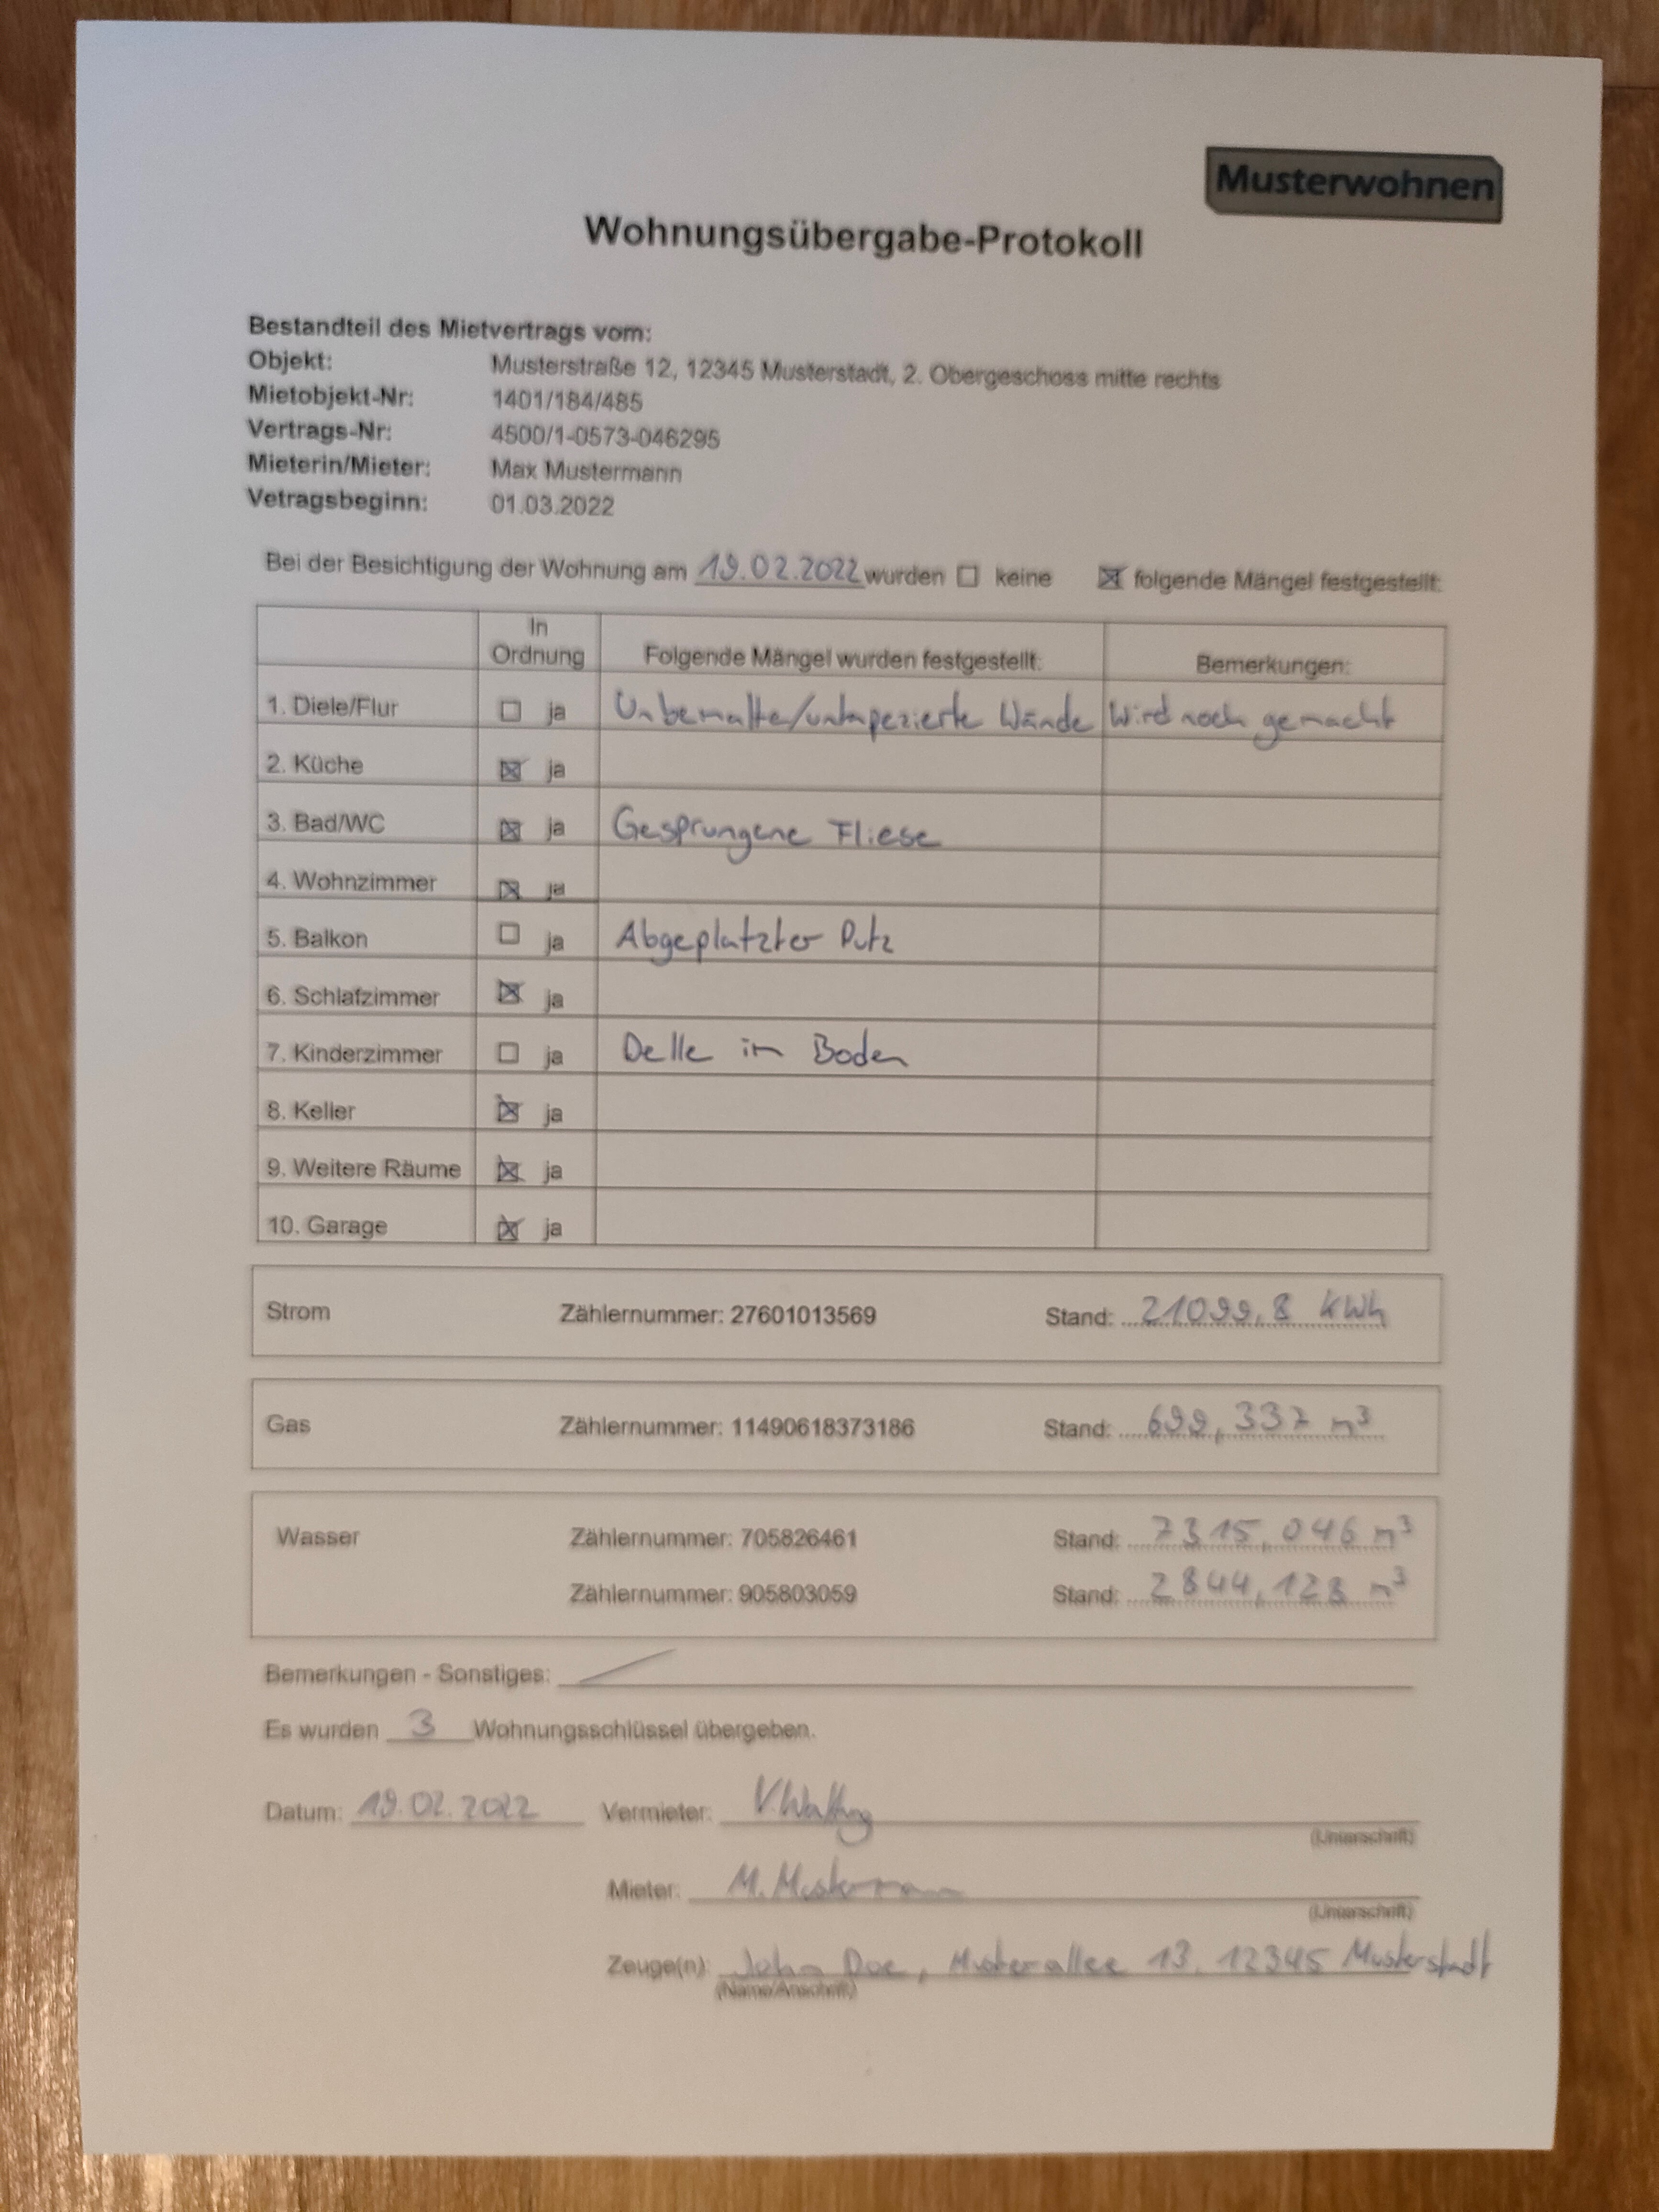 Musterwohnen
Wohnungsübergabe-Protokoll
Bestandteil des Mietvertrags vom:
Objekt: Musterstraße 12, 12345 Musterstadt, 2. Obergeschoss mitte rechts
Mietobjekt-Nr: 1401/184/485
Vertrags-Nr: 4500/1-0573-046295
Mieterin/Mieter: Max Mustermann
Vetragsbeginn: 01.03.2022
Bei der Besichtigung der Wohnung am 19.02.2022 wurden ☐ keine ☒ folgende Mängel festgestellt:
In Ordnung Folgende Mängel wurden festgestellt: Bemerkungen:
1. Diele/Flur ☐ ja Unbemalte/untapezierte Wände Wird noch gemacht
2. Küche ☒ ja
3. Bad/WC ☒ ja Gesprungene Fliese
4. Wohnzimmer ☒ ja
5. Balkon ☐ ja Abgeplatzter Putz
6. Schlafzimmer ☒ ja
7. Kinderzimmer ☐ ja Delle im Boden
8. Keller ☒ ja
9. Weitere Räume ☒ ja
10. Garage ☒ ja
Strom Zählernummer: 27601013569 Stand: 21099,8 kWh
Gas Zählernummer: 11490618373186 Stand: 699,337 m³
Wasser Zählernummer: 705826461 Stand: 7315,046 m³
Zählernummer: 905803059 Stand: 2844,128 m³
Bemerkungen - Sonstiges:
Es wurden 3 Wohnungsschlüssel übergeben.
Datum: 19.02.2022 Vermieter:
(Unterschrift)
Mieter: M. Mustermann
(Unterschrift)
Zeuge(n): John Doe, Musterallee 13, 12345 Musterstadt
(Name/Anschrift)